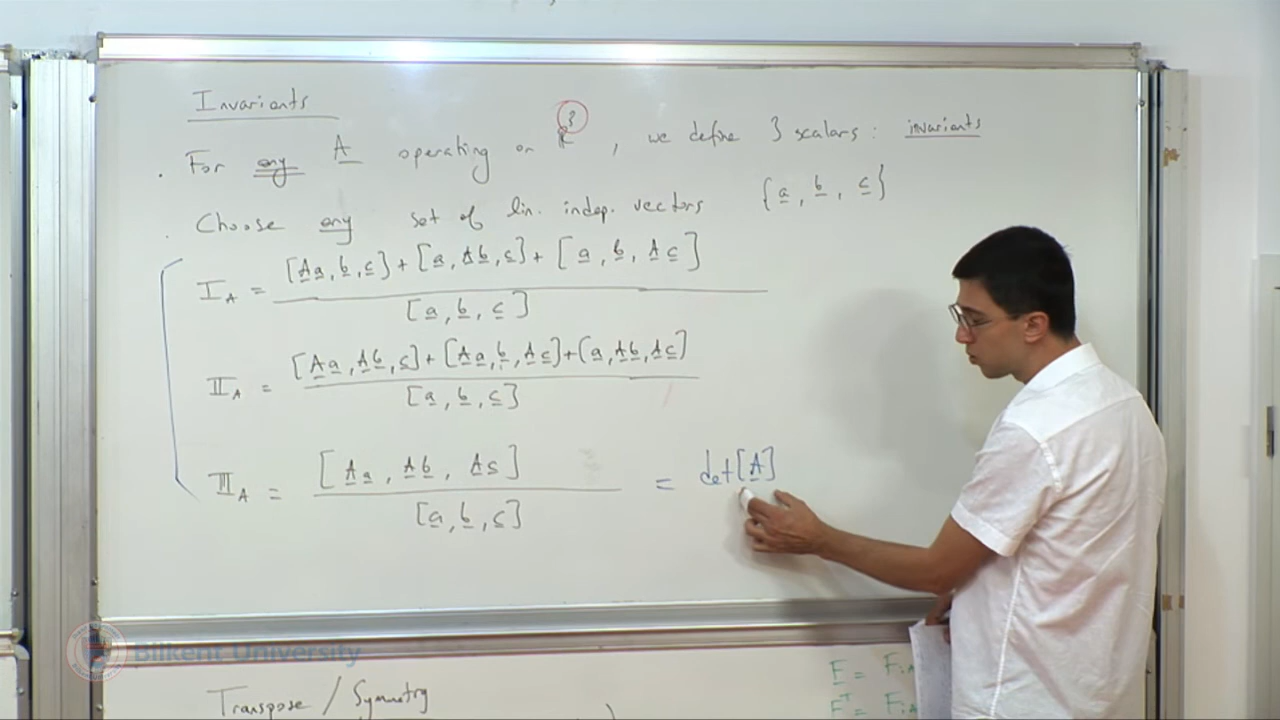 Invariants
. For any A operating on R³, we define 3 scalars: invariants
. Choose any set of lin. indep. vectors {a, b, c}
I_A = [Aa, b, c] + [a, Ab, c] + [a, b, Ac] / [a, b, c]
II_A = [Aa, Ab, c] + [Aa, b, Ac] + [a, Ab, Ac] / [a, b, c]
III_A = [Aa, Ab, Ac] / [a, b, c] = det[A]
Bilkent University
Transpose / Symmetry